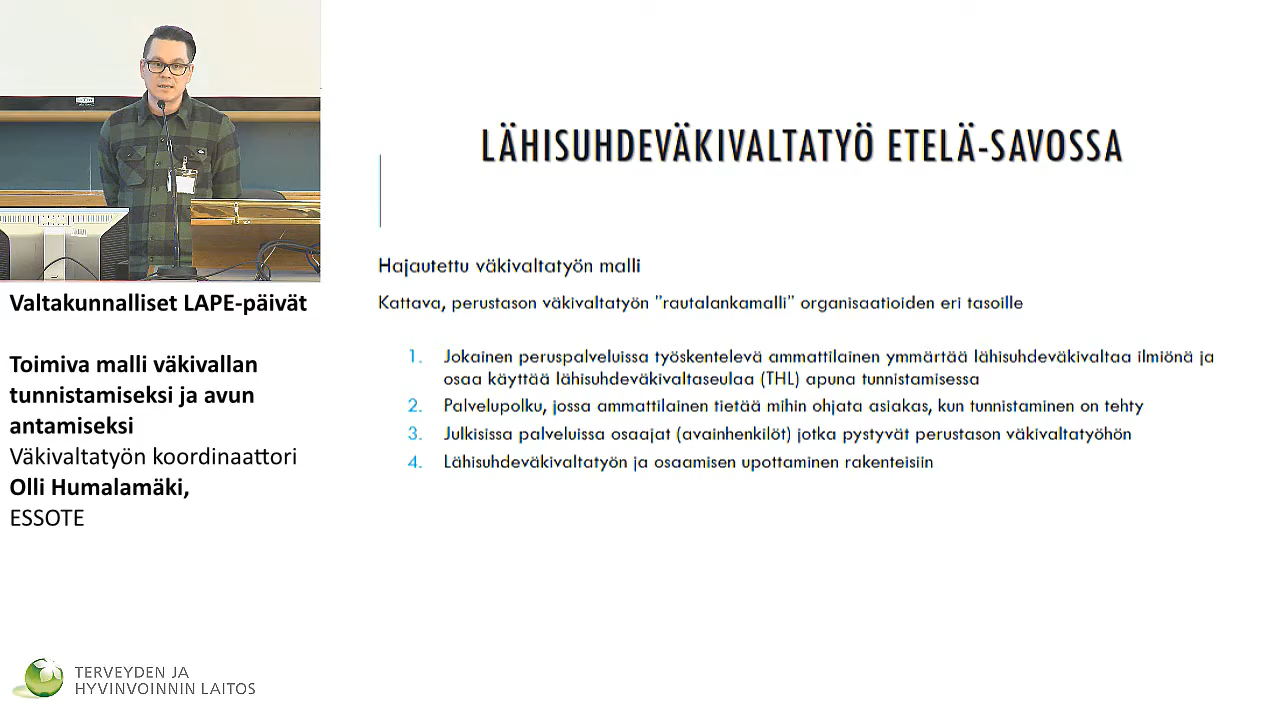 LÄHISUHDEVÄKIVALTATYÖ ETELÄ-SAVOSSA
Hajautettu väkivaltatyön malli
Kattava, perustason väkivaltatyön ”rautalankamalli” organisaatioiden eri tasoille
1. Jokainen peruspalveluissa työskentelevä ammattilainen ymmärtää lähisuhdeväkivaltaa ilmiönä ja
osaa käyttää lähisuhdeväkivaltaseulaa (THL) apuna tunnistamisessa
2. Palvelupolku, jossa ammattilainen tietää mihin ohjata asiakas, kun tunnistaminen on tehty
3. Julkisissa palveluissa osaajat (avainhenkilöt) jotka pystyvät perustason väkivaltatyöhön
4. Lähisuhdeväkivaltatyön ja osaamisen upottaminen rakenteisiin
Valtakunnalliset LAPE-päivät
Toimiva malli väkivallan
tunnistamiseksi ja avun
antamiseksi
Väkivaltatyön koordinaattori
Olli Humalamäki,
ESSOTE
TERVEYDEN JA
HYVINVOINNIN LAITOS